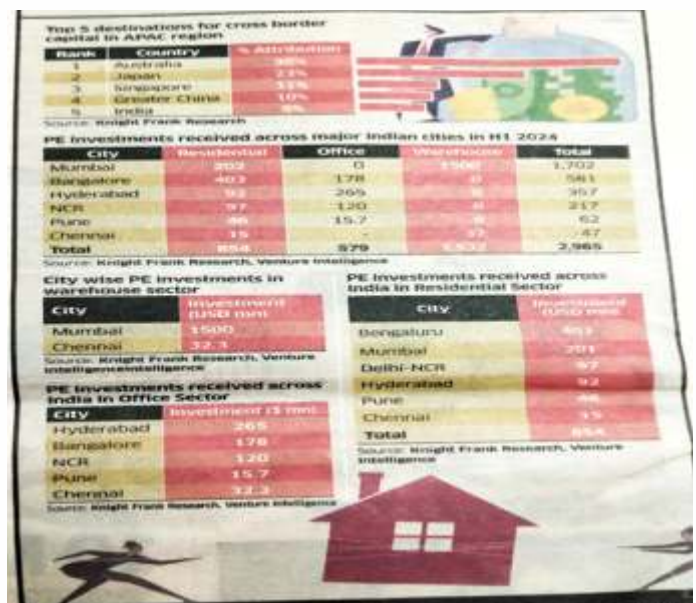 Top 5 destinations for cross border
capital in APAC region
Rank Country % Attribution
1 Australia 36%
2 Japan 23%
3 Singapore
4 Greater China 10%
5 India
Source: Knight Frank Research
PE investments received across major Indian cities in H1 2024
City Residential Office Warehouse Total
Mumbai 202 0 1500 1,702
Bangalore 403 178 0 581
Hyderabad 92 265 0 357
NCR 97 120 0 217
Pune 46 15.7 0 62
Chennai 15 - 32 47
Total 854 579 1,532 2,965
Source: Knight Frank Research, Venture Intelligence
City wise PE investments in
warehouse sector
City Investment
(USD mn)
Mumbai 1500
Chennai 32.3
Source: Knight Frank Research, Venture
Intelligenceintelligence
PE investments received across
India in Office Sector
City Investment ($ mn)
Hyderabad 265
Bangalore 178
NCR 120
Pune 15.7
Chennai
Source: Knight Frank Research, Venture Intelligence
PE investments received across
India in Residential Sector
City Investment
(USD mn)
Bengaluru 403
Mumbai 201
Delhi-NCR 97
Hyderabad 92
Pune 46
Chennai 15
Total 854
Source: Knight Frank Research, Venture
Intelligence